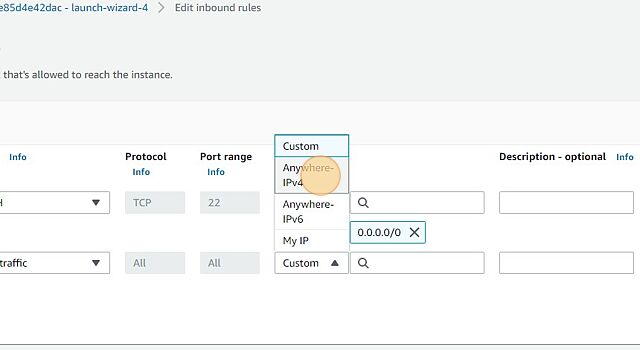 e85d4e42dac - launch-wizard-4 > Edit inbound rules
that's allowed to reach the instance.
Info Protocol Info Port range Info Description - optional Info
Custom
Anywhere-
IPv4
Anywhere-
IPv6
My IP
H TCP 22
0.0.0.0/0
traffic All All Custom